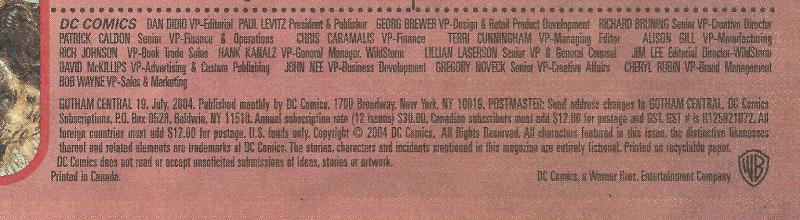 DC COMICS DAN DIDIO VP-Editorial PAUL LEVITZ President & Publisher GEORG BREWER VP-Design & Retail Product Development RICHARD BRUNING Senior VP-Creative Director
PATRICK CALDON Senior VP-Finance & Operations CHRIS CARAMALIS VP-Finance TERRI CUNNINGHAM VP-Managing Editor ALISON GILL VP-Manufacturing
RICH JOHNSON VP-Book Trade Sales HANK KANALZ VP-General Manager, WildStorm LILLIAN LASERSON Senior VP & General Counsel JIM LEE Editorial Director-WildStorm
DAVID McKILLIPS VP-Advertising & Custom Publishing JOHN NEE VP-Business Development GREGORY NOVECK Senior VP-Creative Affairs CHERYL RUBIN VP-Brand Management
BOB WAYNE VP-Sales & Marketing
GOTHAM CENTRAL 19. July, 2004. Published monthly by DC Comics, 1700 Broadway, New York, NY 10019. POSTMASTER: Send address changes to GOTHAM CENTRAL, DC Comics
Subscriptions, P.O. Box 0528, Baldwin, NY 11510. Annual subscription rate (12 issues) $30.00. Canadian subscribers must add $12.00 for postage and GST. GST # is R125921072. All
foreign countries must add $12.00 for postage. U.S. funds only. Copyright © 2004 DC Comics. All Rights Reserved. All characters featured in this issue, the distinctive likenesses
thereof and related elements are trademarks of DC Comics. The stories, characters and incidents mentioned in this magazine are entirely fictional. Printed on recyclable paper.
DC Comics does not read or accept unsolicited submissions of ideas, stories or artwork.
Printed in Canada. DC Comics, a Warner Bros. Entertainment Company WB